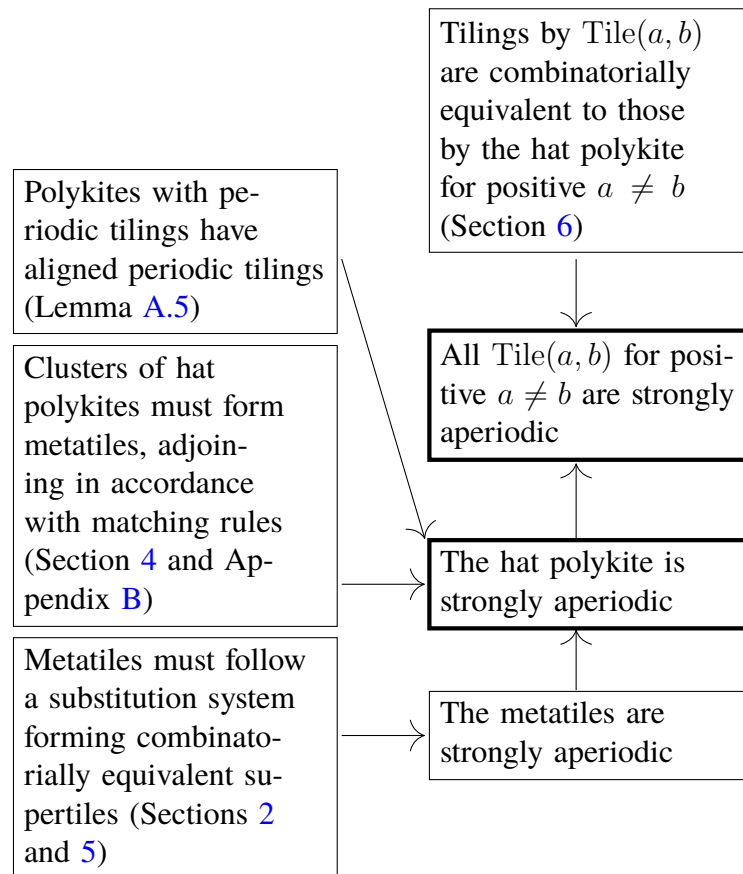 Tilings by Tile(a, b)
are combinatorially
equivalent to those
by the hat polykite
for positive a ≠ b
(Section 6)
Polykites with pe-
riodic tilings have
aligned periodic tilings
(Lemma A.5)
All Tile(a, b) for posi-
tive a ≠ b are strongly
aperiodic
Clusters of hat
polykites must form
metatiles, adjoin-
ing in accordance
with matching rules
(Section 4 and Ap-
pendix B)
The hat polykite is
strongly aperiodic
Metatiles must follow
a substitution system
forming combinato-
rially equivalent su-
pertiles (Sections 2
and 5)
The metatiles are
strongly aperiodic